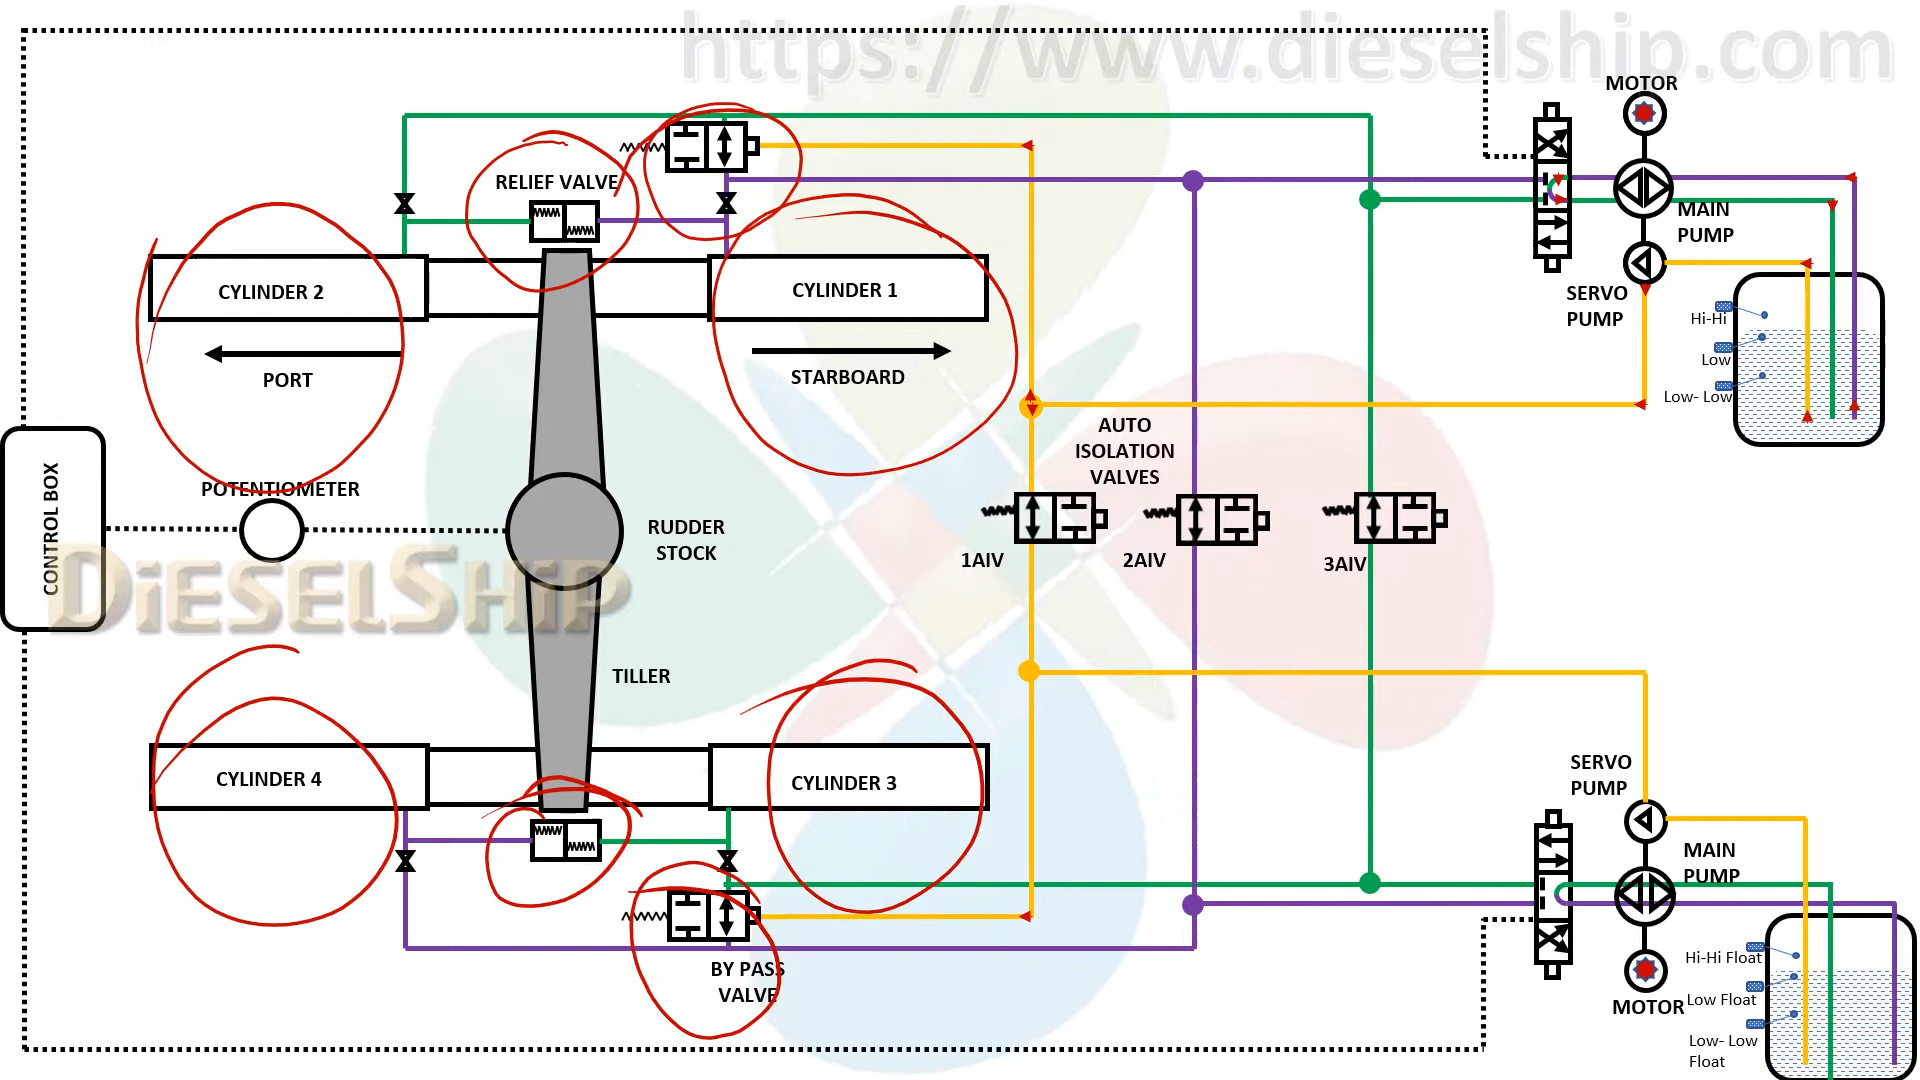 https://www.dieselship.com
MOTOR
RELIEF VALVE
MAIN
PUMP
CYLINDER 2
CYLINDER 1
SERVO
PUMP
Hi-Hi
Low
Low- Low
PORT
STARBOARD
AUTO
ISOLATION
VALVES
CONTROL BOX
POTENTIOMETER
RUDDER
STOCK
1AIV
2AIV
3AIV
DiESELSHiP
TILLER
CYLINDER 4
CYLINDER 3
SERVO
PUMP
MAIN
PUMP
BY PASS
VALVE
MOTOR
Hi-Hi Float
Low Float
Low- Low
Float